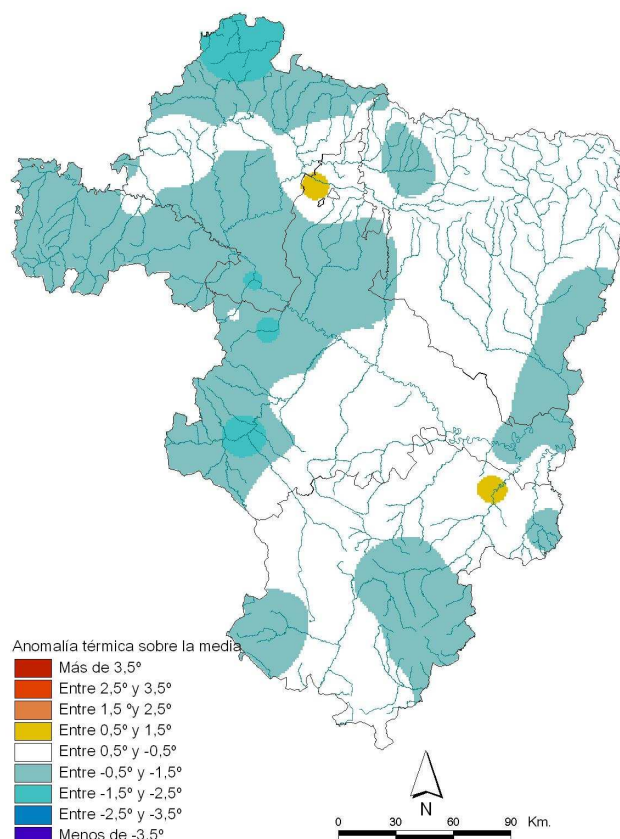 Anomalía térmica sobre la media
Más de 3,5º
Entre 2,5º y 3,5º
Entre 1,5 ºy 2,5º
Entre 0,5º y 1,5º
Entre 0,5º y -0,5º
Entre -0,5º y -1,5º
Entre -1,5º y -2,5º
Entre -2,5º y -3,5º
Menos de -3,5º
N
0 30 60 90 Km.